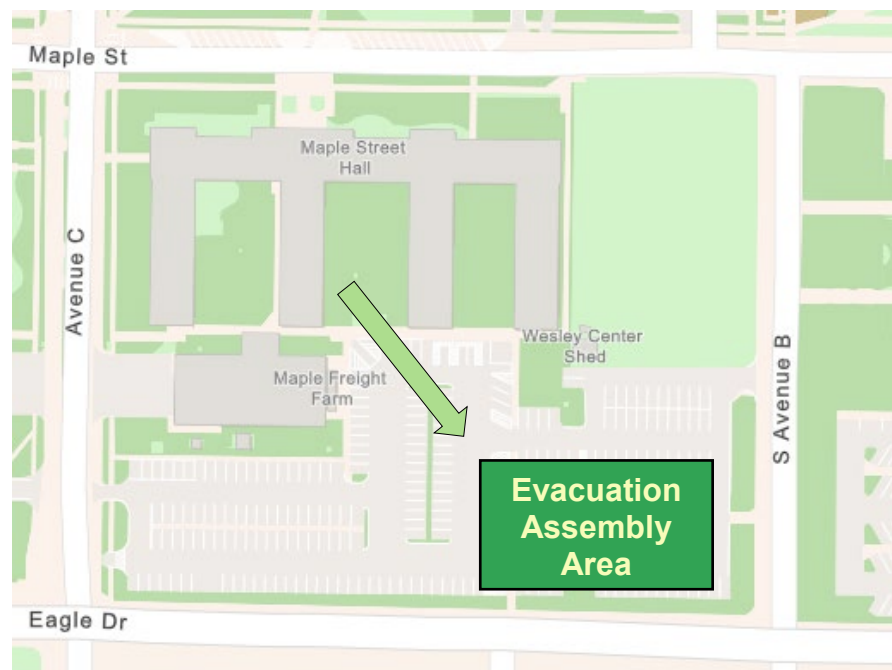 Maple St
Maple Street
Hall
Avenue C
Wesley Center
Shed
S Avenue B
Maple Freight
Farm
Evacuation
Assembly
Area
Eagle Dr